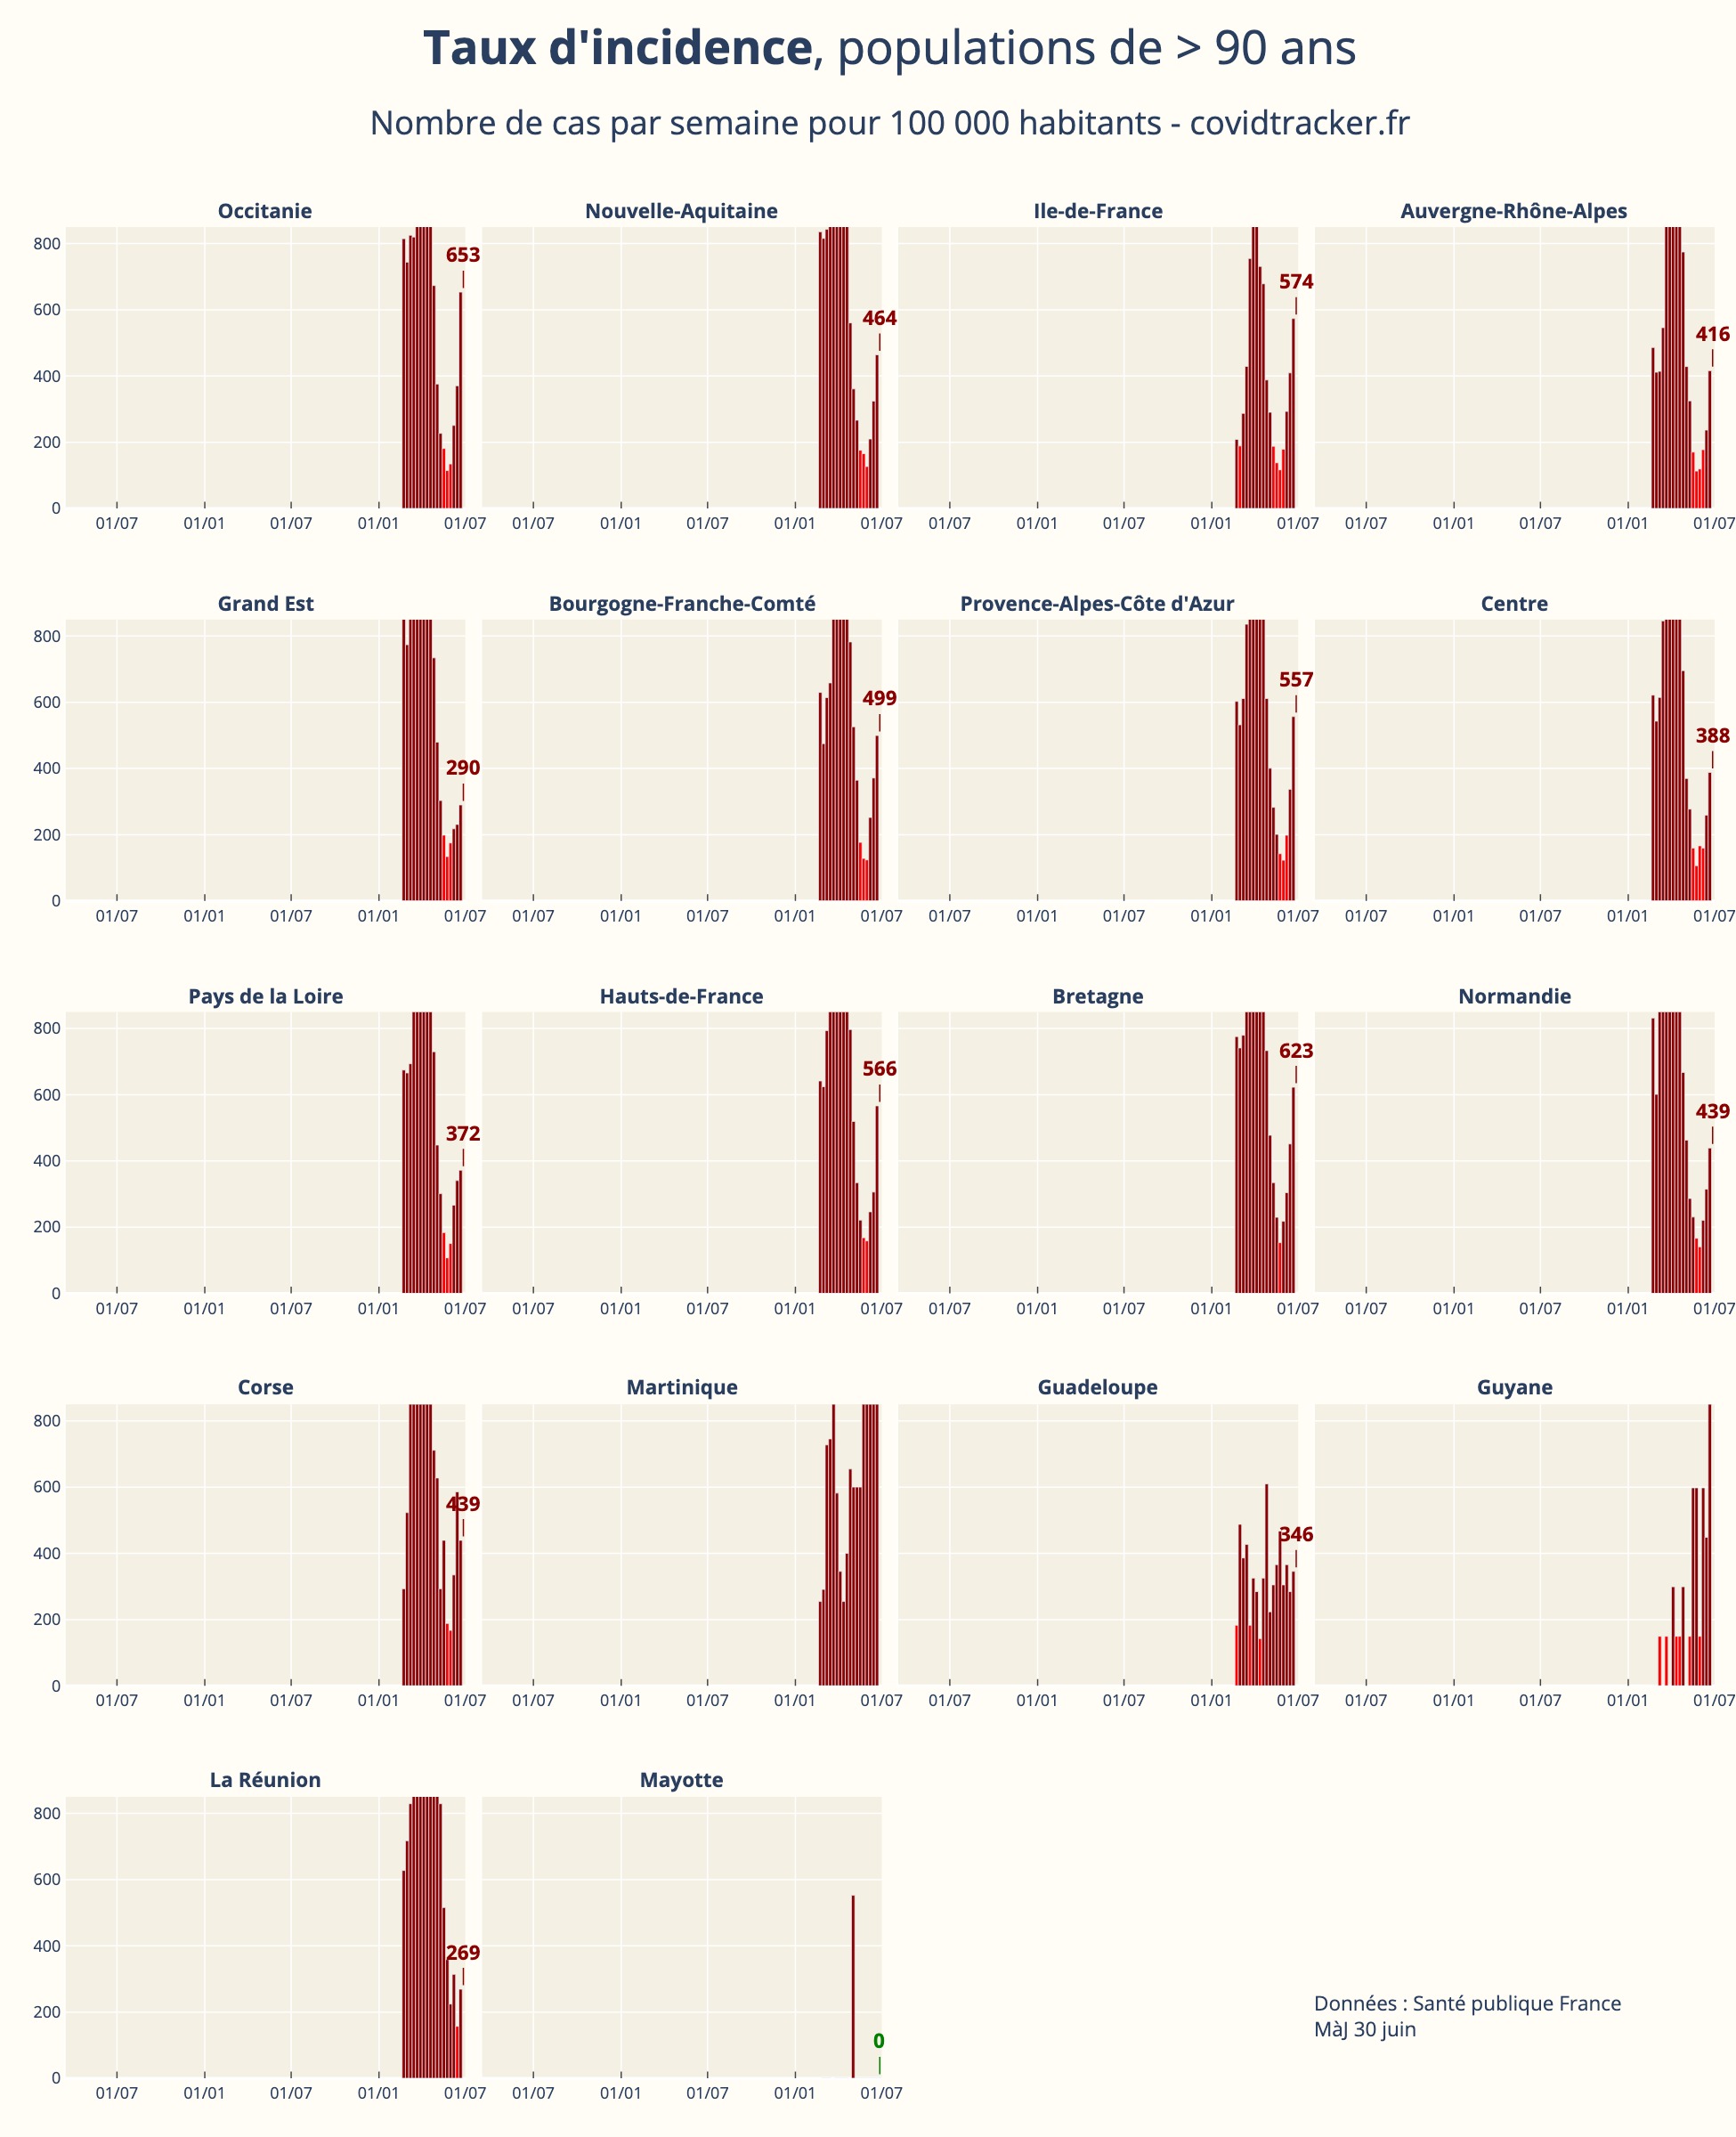 Taux d'incidence, populations de > 90 ans
Nombre de cas par semaine pour 100 000 habitants - covidtracker.fr
Occitanie Nouvelle-Aquitaine Ile-de-France Auvergne-Rhône-Alpes
800
653
600
574
464
416
400
200
0
01/07 01/01 01/07 01/01 01/07 01/07 01/01 01/07 01/01 01/07 01/07 01/01 01/07 01/01 01/07 01/07 01/01 01/07 01/01 01/07
Grand Est Bourgogne-Franche-Comté Provence-Alpes-Côte d'Azur Centre
800
600
499
557
388
290
400
200
0
01/07 01/01 01/07 01/01 01/07 01/07 01/01 01/07 01/01 01/07 01/07 01/01 01/07 01/01 01/07 01/07 01/01 01/07 01/01 01/07
Pays de la Loire Hauts-de-France Bretagne Normandie
800
623
566
600
439
372
400
200
0
01/07 01/01 01/07 01/01 01/07 01/07 01/01 01/07 01/01 01/07 01/07 01/01 01/07 01/01 01/07 01/07 01/01 01/07 01/01 01/07
Corse Martinique Guadeloupe Guyane
800
600
439
346
400
200
0
01/07 01/01 01/07 01/01 01/07 01/07 01/01 01/07 01/01 01/07 01/07 01/01 01/07 01/01 01/07 01/07 01/01 01/07 01/01 01/07
La Réunion Mayotte
800
600
400
269
200
0
0
01/07 01/01 01/07 01/01 01/07 01/07 01/01 01/07 01/01 01/07
Données : Santé publique France
MàJ 30 juin